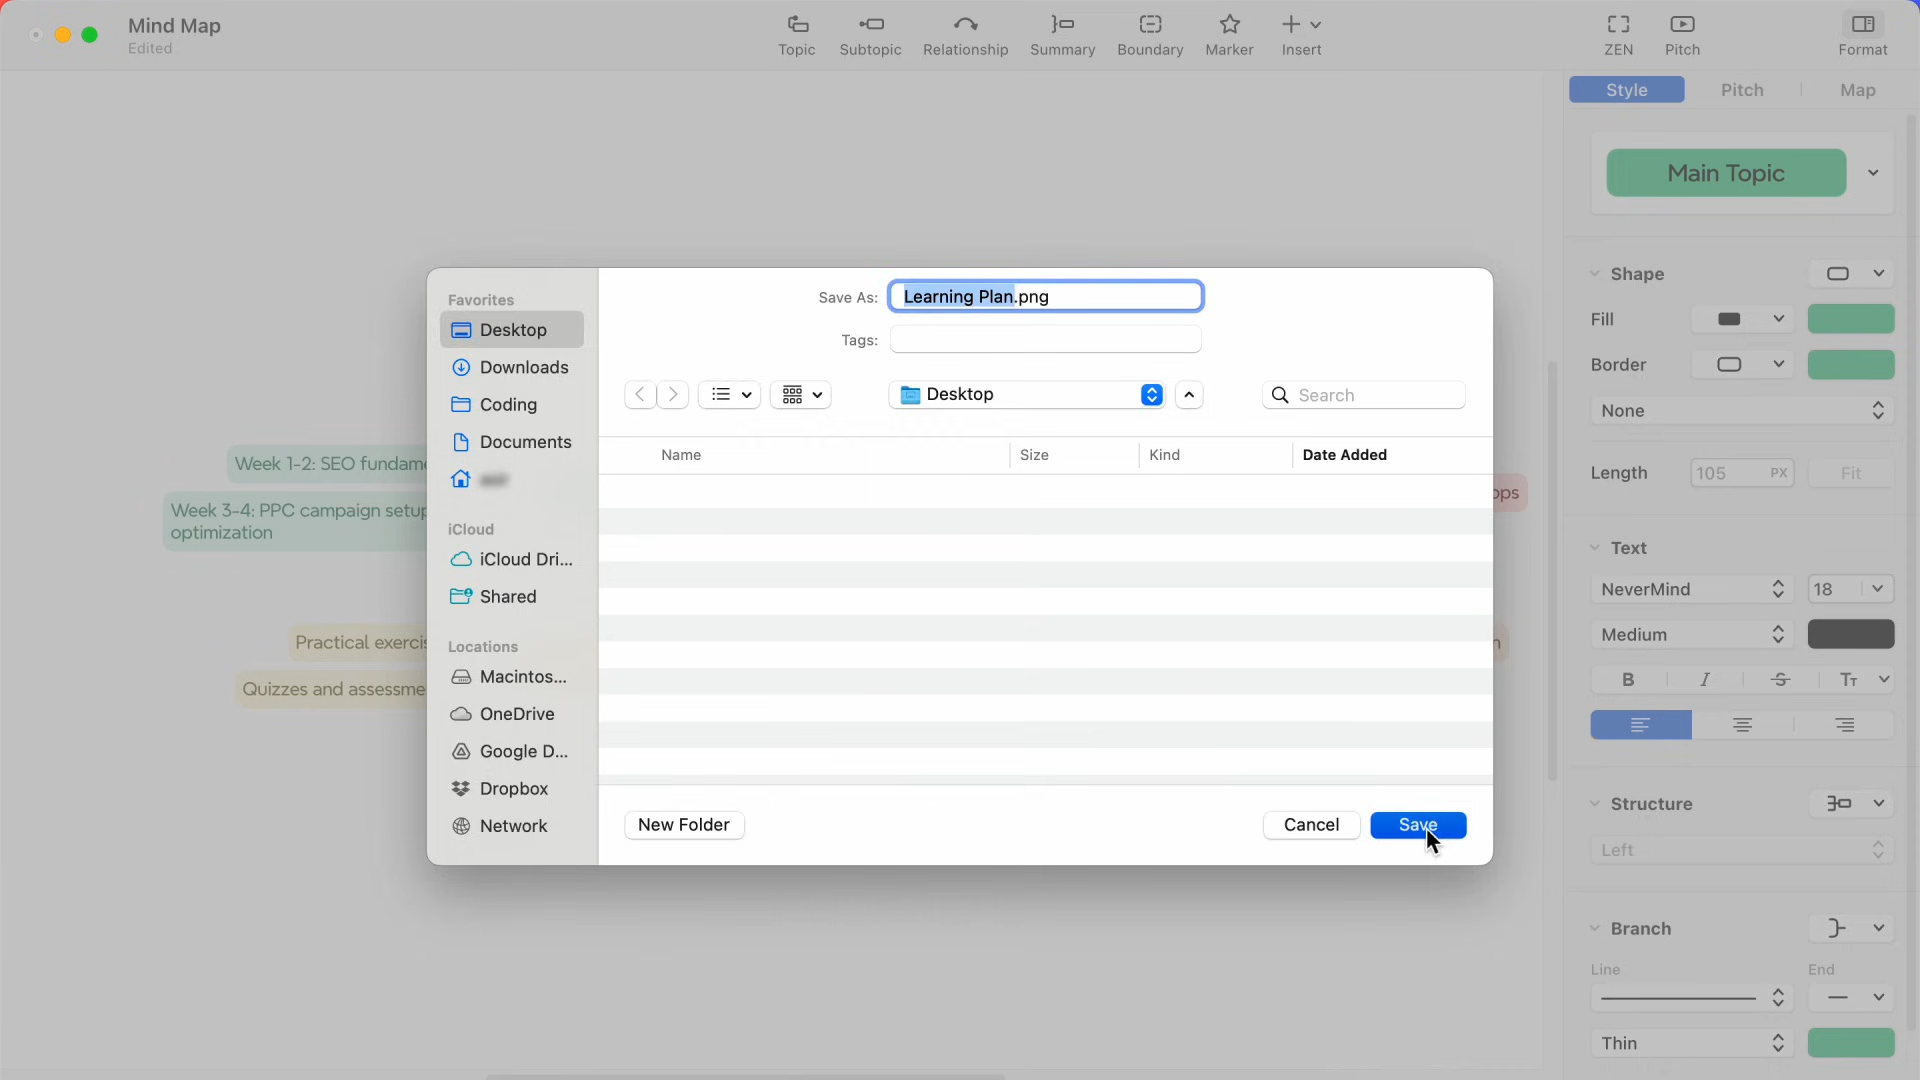 Mind Map
Edited
Topic
Subtopic
Relationship
Summary
Boundary
Marker
Insert
ZEN
Pitch
Format
Style
Pitch
Map
Main Topic
Shape
Fill
Border
None
Length
105
PX
Fit
Text
NeverMind
18
Medium
B
I
S
TT
Structure
Left
Branch
Line
End
Thin
Week 1-2: SEO fundame
Week 3-4: PPC campaign setup
optimization
Practical exercis
Quizzes and assessme
ops
n
Favorites
Desktop
Downloads
Coding
Documents
iCloud
iCloud Dri...
Shared
Locations
Macintos...
OneDrive
Google D...
Dropbox
Network
Save As:
Learning Plan.png
Tags:
Desktop
Search
Name
Size
Kind
Date Added
New Folder
Cancel
Save